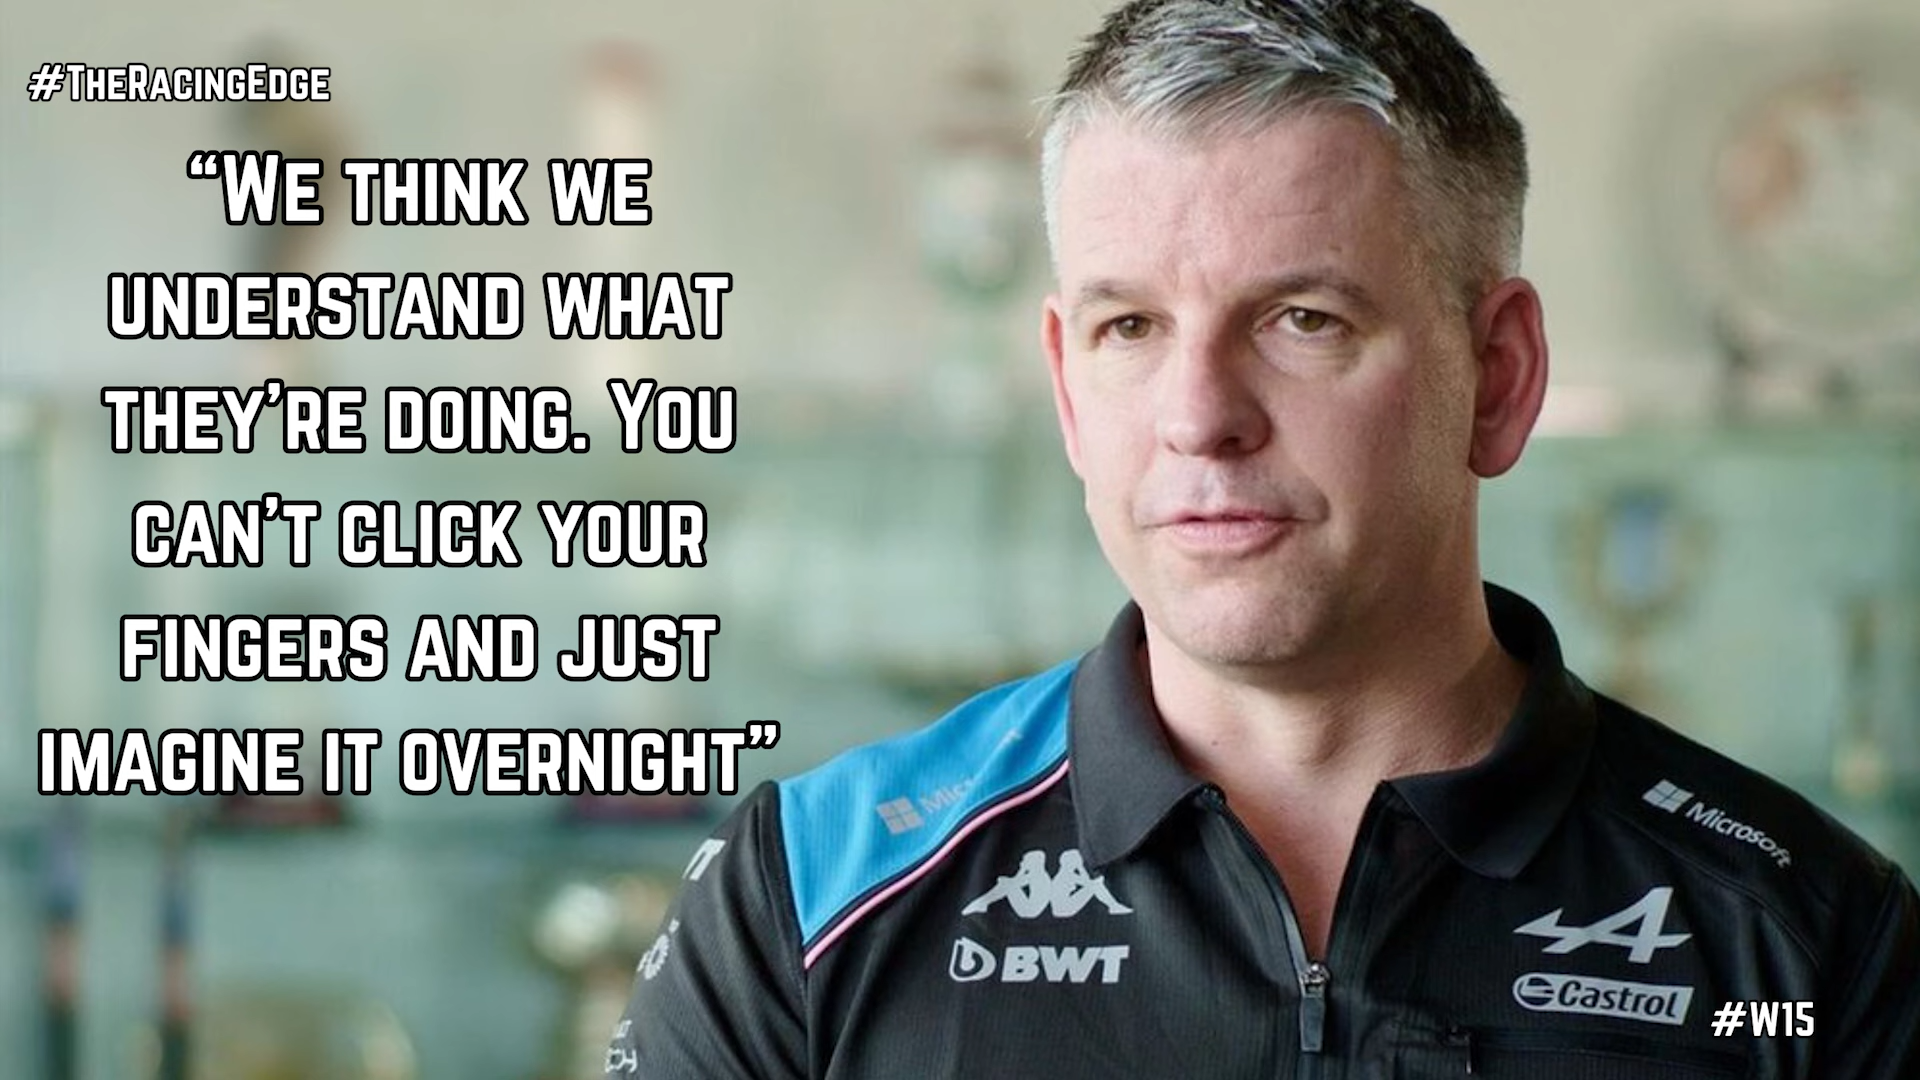 #TheRacingEdge
“We think we
understand what
they’re doing. You
can’t click your
fingers and just
imagine it overnight”
Microsoft
BWT
Castrol
#W15